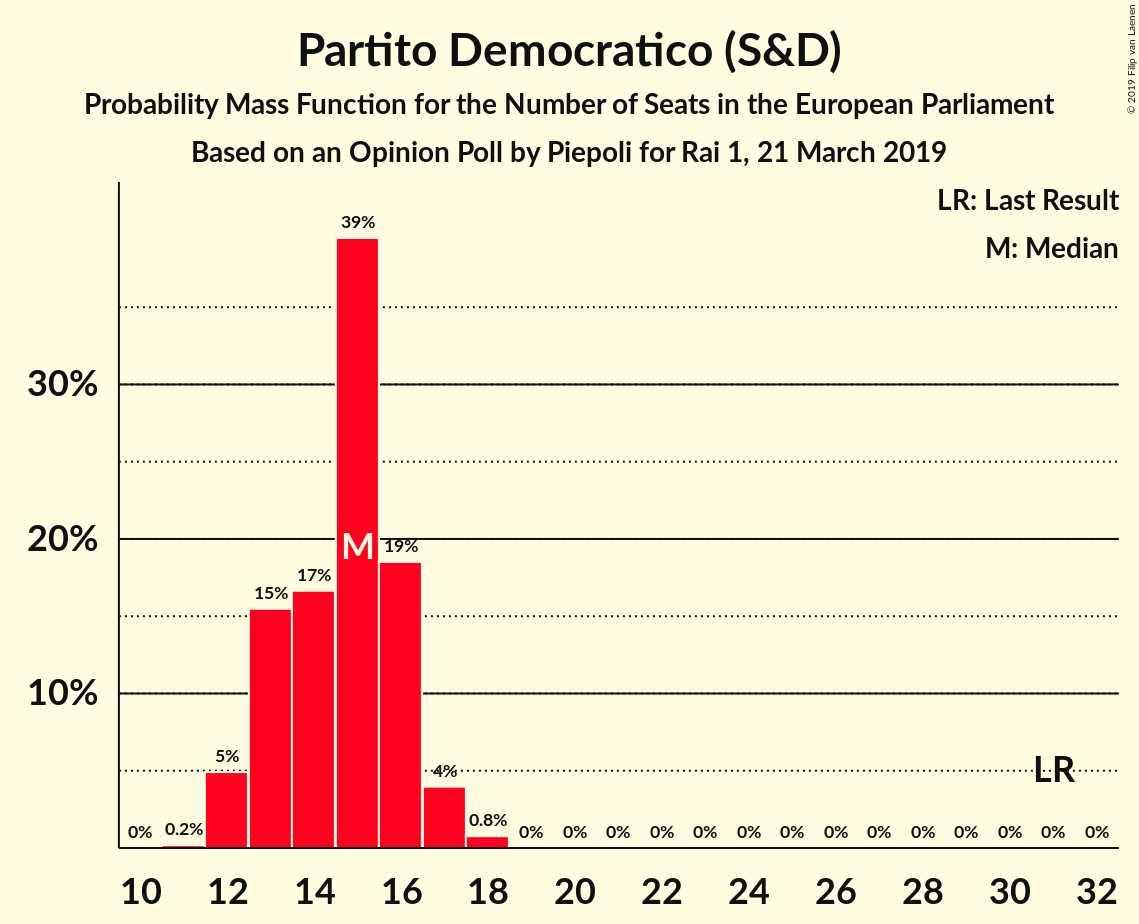 Partito Democratico (S&D)
Probability Mass Function for the Number of Seats in the European Parliament
Based on an Opinion Poll by Piepoli for Rai 1, 21 March 2019
© 2019 Filip van Laenen
LR: Last Result
M: Median
30%
20%
10%
0% 0.2% 5% 15% 17% 39% 19% 4% 0.8% 0% 0% 0% 0% 0% 0% 0% 0% 0% 0% 0% 0% 0% 0%
M
LR
10 12 14 16 18 20 22 24 26 28 30 32